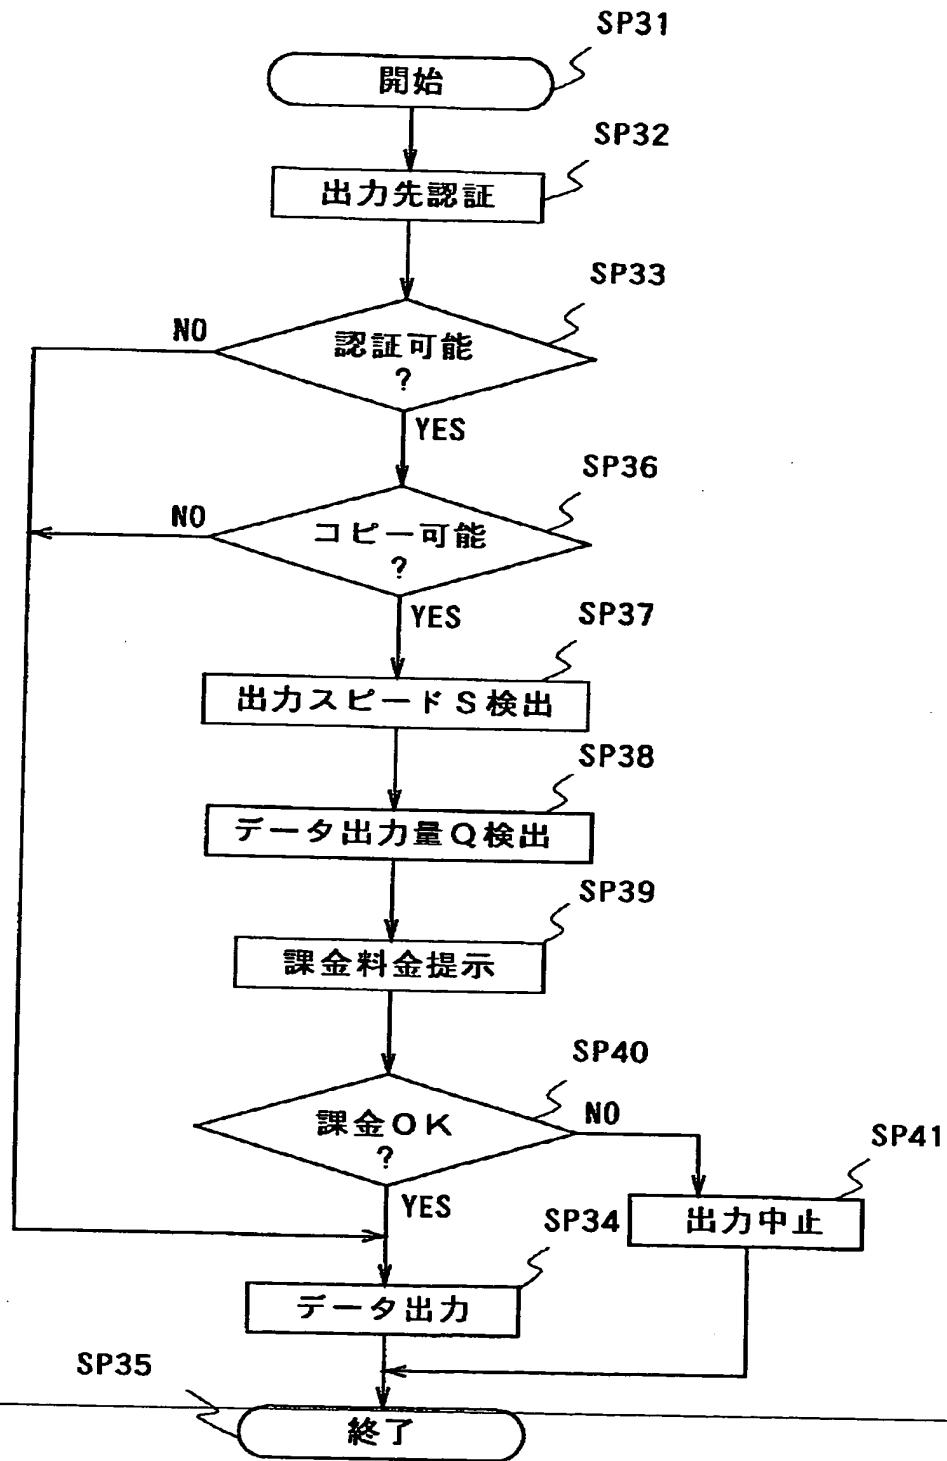 SP31
開始
SP32
出力先認証
SP33
NO
認証可能
?
YES
SP36
NO
コピー可能
?
YES
SP37
出力スピードS検出
SP38
データ出力量Q検出
SP39
課金料金提示
SP40
課金OK
?
NO
SP41
YES
出力中止
SP34
データ出力
SP35
終了